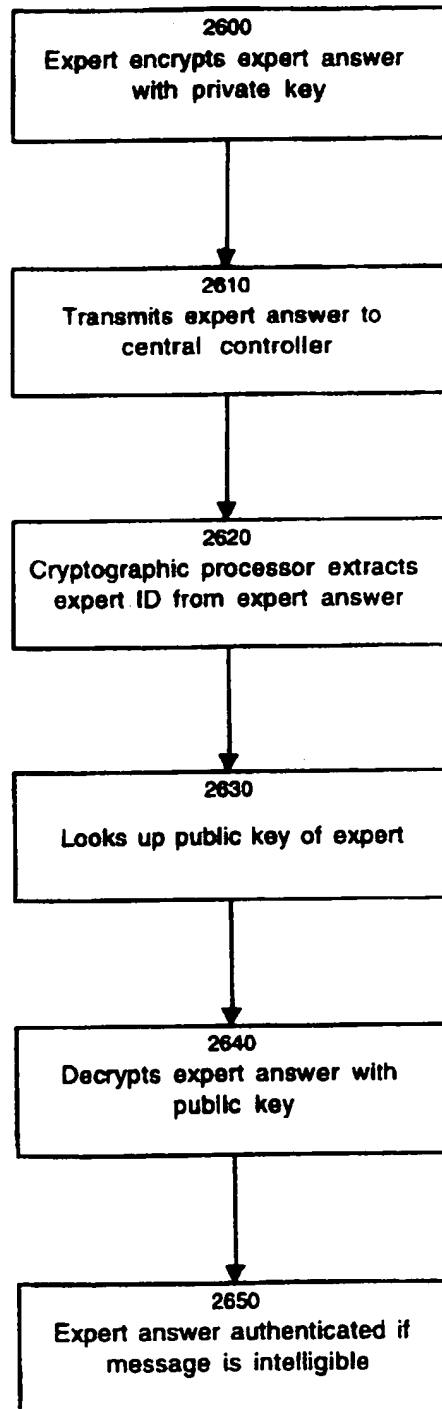 2600
Expert encrypts expert answer
with private key
2610
Transmits expert answer to
central controller
2620
Cryptographic processor extracts
expert ID from expert answer
2630
Looks up public key of expert
2640
Decrypts expert answer with
public key
2650
Expert answer authenticated if
message is intelligible